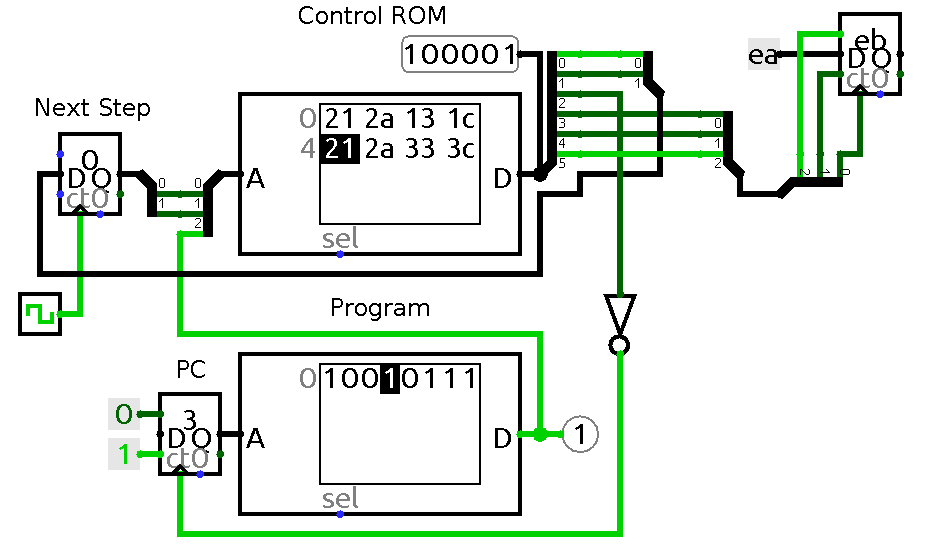 Control ROM
100001
Next Step
0
D Q
ct0
A
0 21 2a 13 1c
4 21 2a 33 3c
D
sel
0
1
0
1
2
0
1
2
3
4
5
0
1
0
1
2
ea
eb
D Q
ct0
2
1
0
Program
PC
0
1
3
D Q
ct0
A
0 10010111
D
1
sel